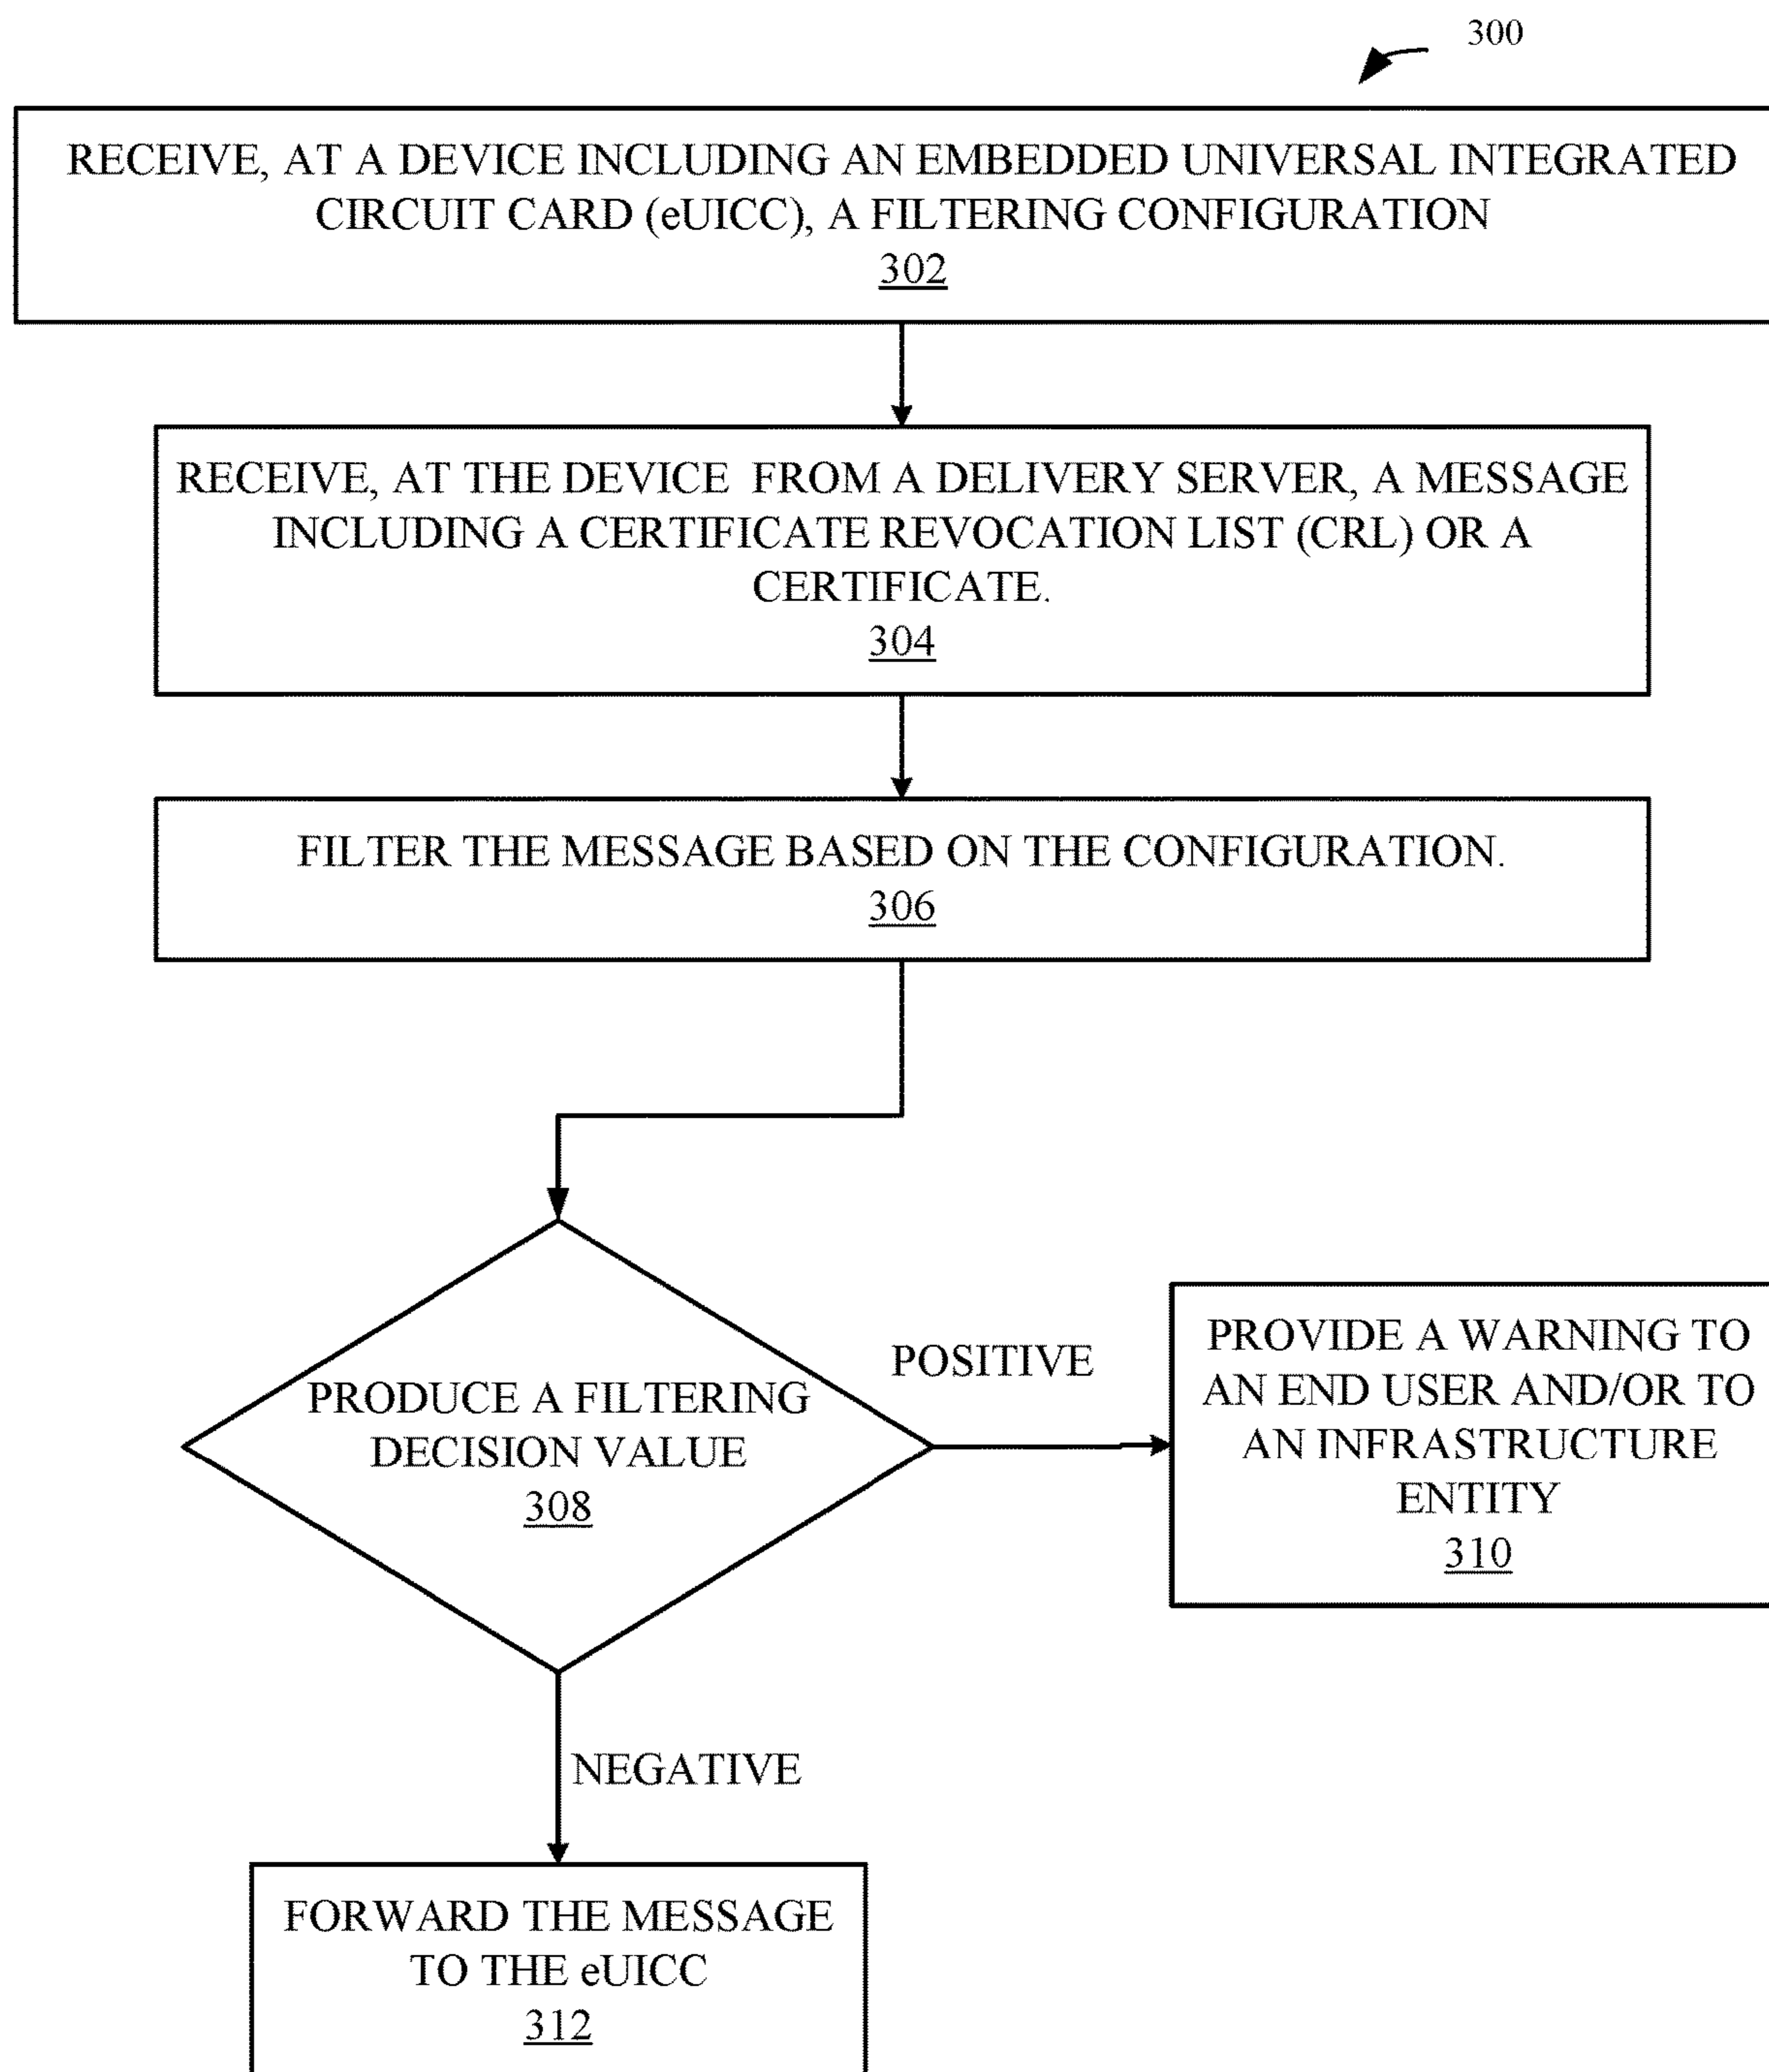 300
RECEIVE, AT A DEVICE INCLUDING AN EMBEDDED UNIVERSAL INTEGRATED
CIRCUIT CARD (eUICC), A FILTERING CONFIGURATION
302
RECEIVE, AT THE DEVICE FROM A DELIVERY SERVER, A MESSAGE
INCLUDING A CERTIFICATE REVOCATION LIST (CRL) OR A
CERTIFICATE.
304
FILTER THE MESSAGE BASED ON THE CONFIGURATION.
306
PRODUCE A FILTERING
DECISION VALUE
308
POSITIVE
PROVIDE A WARNING TO
AN END USER AND/OR TO
AN INFRASTRUCTURE
ENTITY
310
NEGATIVE
FORWARD THE MESSAGE
TO THE eUICC
312